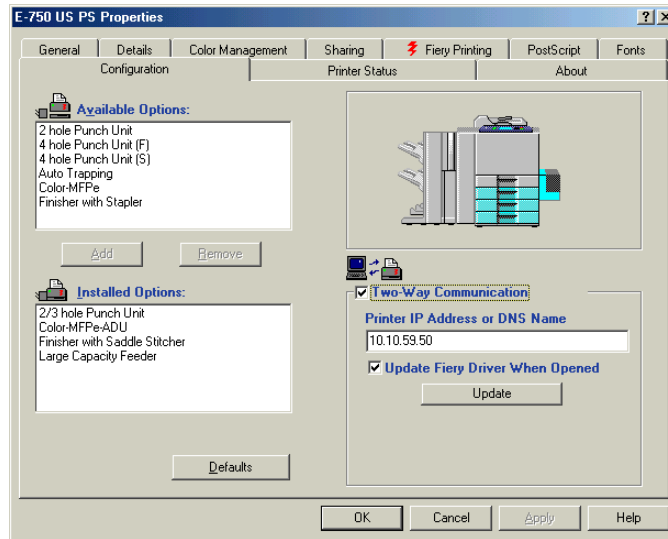 E-750 US PS Properties
General Details Color Management Sharing Fiery Printing PostScript Fonts
Configuration Printer Status About
Available Options:
2 hole Punch Unit
4 hole Punch Unit (F)
4 hole Punch Unit (S)
Auto Trapping
Color-MFPe
Finisher with Stapler
Add Remove
Installed Options:
2/3 hole Punch Unit
Color-MFPe-ADU
Finisher with Saddle Stitcher
Large Capacity Feeder
Defaults
Two-Way Communication
Printer IP Address or DNS Name
10.10.59.50
Update Fiery Driver When Opened
Update
OK Cancel Apply Help